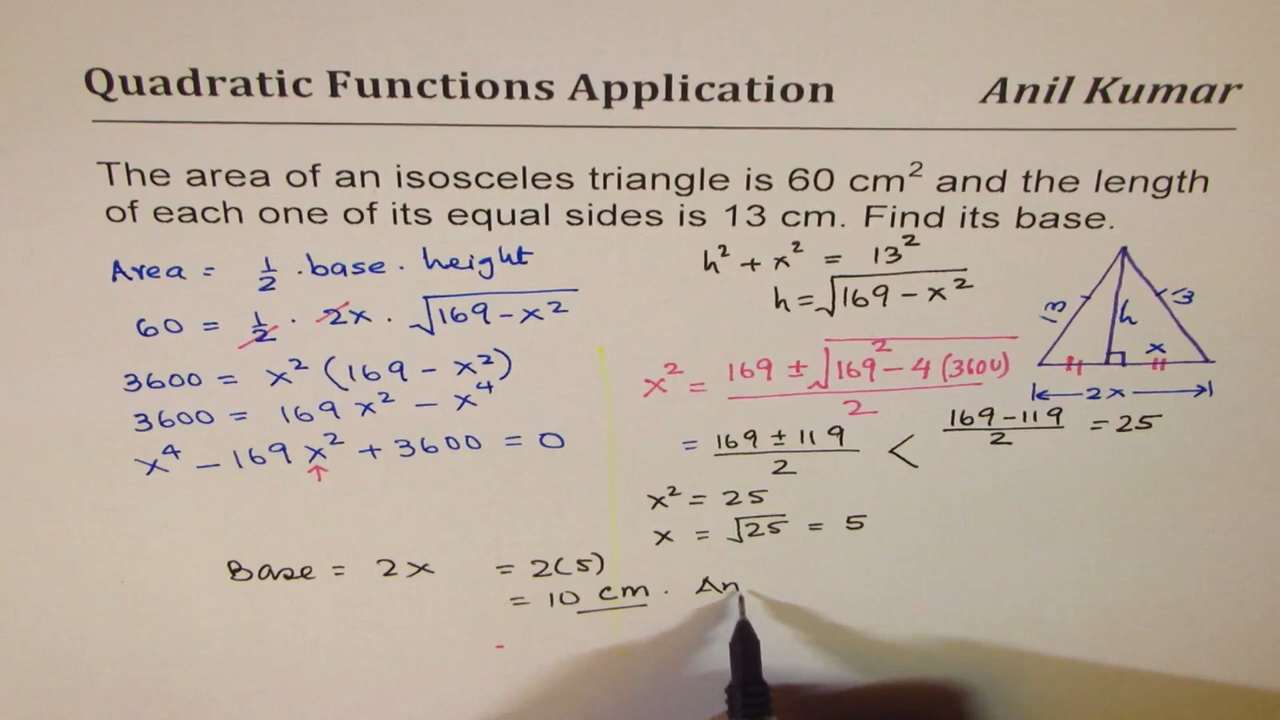 Quadratic Functions Application
Anil Kumar
The area of an isosceles triangle is 60 cm² and the length
of each one of its equal sides is 13 cm. Find its base.
Area = 1/2 . base . height
60 = 1/2 . 2x . √(169 - x²)
3600 = x² (169 - x²)
3600 = 169 x² - x⁴
x⁴ - 169 x² + 3600 = 0
↑
h² + x² = 13²
h = √(169 - x²)
13
13
h
x
2x
x² = (169 ± √(169² - 4(3600)))/2
= (169 ± 119)/2 < (169 - 119)/2 = 25
x² = 25
x = √25 = 5
Base = 2x = 2(5)
= 10 cm. An